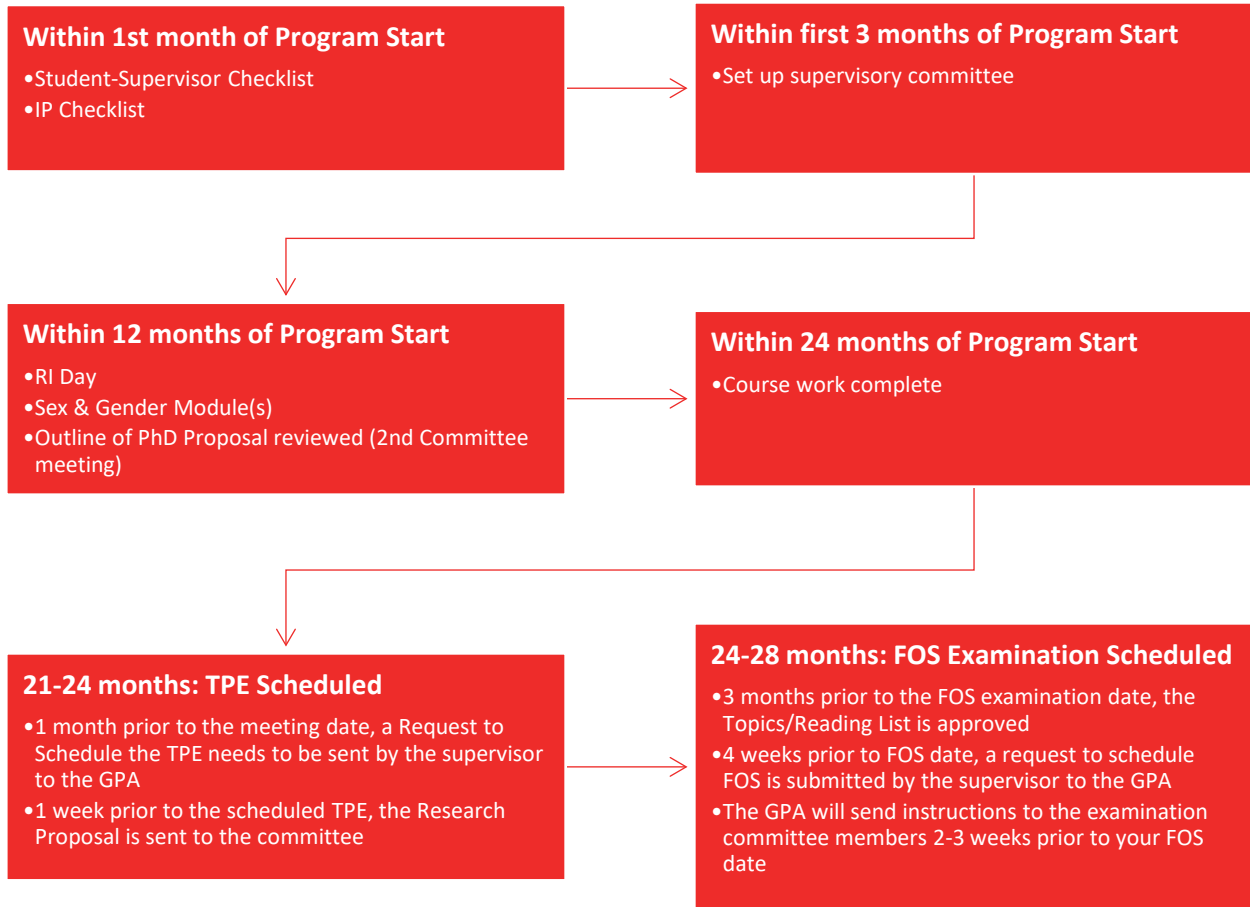 Within 1st month of Program Start
•Student-Supervisor Checklist
•IP Checklist
Within first 3 months of Program Start
•Set up supervisory committee
Within 12 months of Program Start
•RI Day
•Sex & Gender Module(s)
•Outline of PhD Proposal reviewed (2nd Committee
meeting)
Within 24 months of Program Start
•Course work complete
21-24 months: TPE Scheduled
•1 month prior to the meeting date, a Request to
Schedule the TPE needs to be sent by the supervisor
to the GPA
•1 week prior to the scheduled TPE, the Research
Proposal is sent to the committee
24-28 months: FOS Examination Scheduled
•3 months prior to the FOS examination date, the
Topics/Reading List is approved
•4 weeks prior to FOS date, a request to schedule
FOS is submitted by the supervisor to the GPA
•The GPA will send instructions to the examination
committee members 2-3 weeks prior to your FOS
date